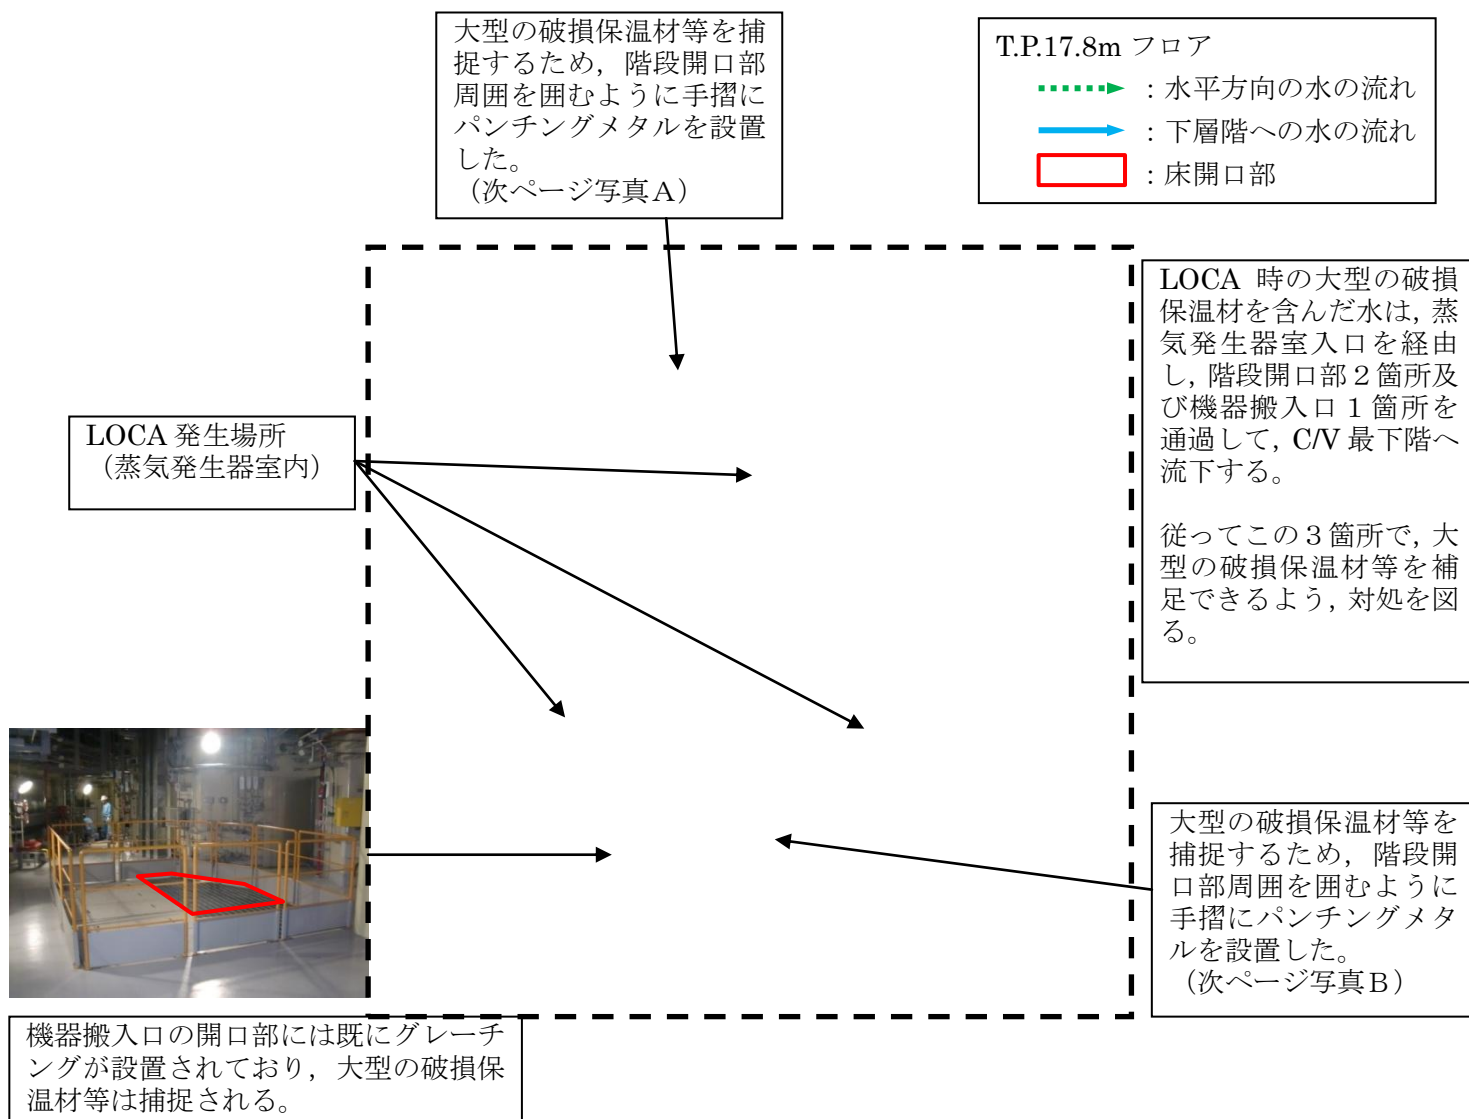 大型の破損保温材等を捕
捉するため，階段開口部
周囲を囲むように手摺に
パンチングメタルを設置
した。
（次ページ写真Ａ）
T.P.17.8m フロア
：水平方向の水の流れ
：下層階への水の流れ
：床開口部
LOCA 時の大型の破損
保温材を含んだ水は，蒸
気発生器室入口を経由
し，階段開口部２箇所及
び機器搬入口１箇所を
通過して，C/V 最下階へ
流下する。
従ってこの３箇所で，大
型の破損保温材等を補
足できるよう，対処を図
る。
LOCA 発生場所
（蒸気発生器室内）
大型の破損保温材等を
捕捉するため，階段開
口部周囲を囲むように
手摺にパンチングメタ
ルを設置した。
（次ページ写真Ｂ）
機器搬入口の開口部には既にグレーチ
ングが設置されており，大型の破損保
温材等は捕捉される。